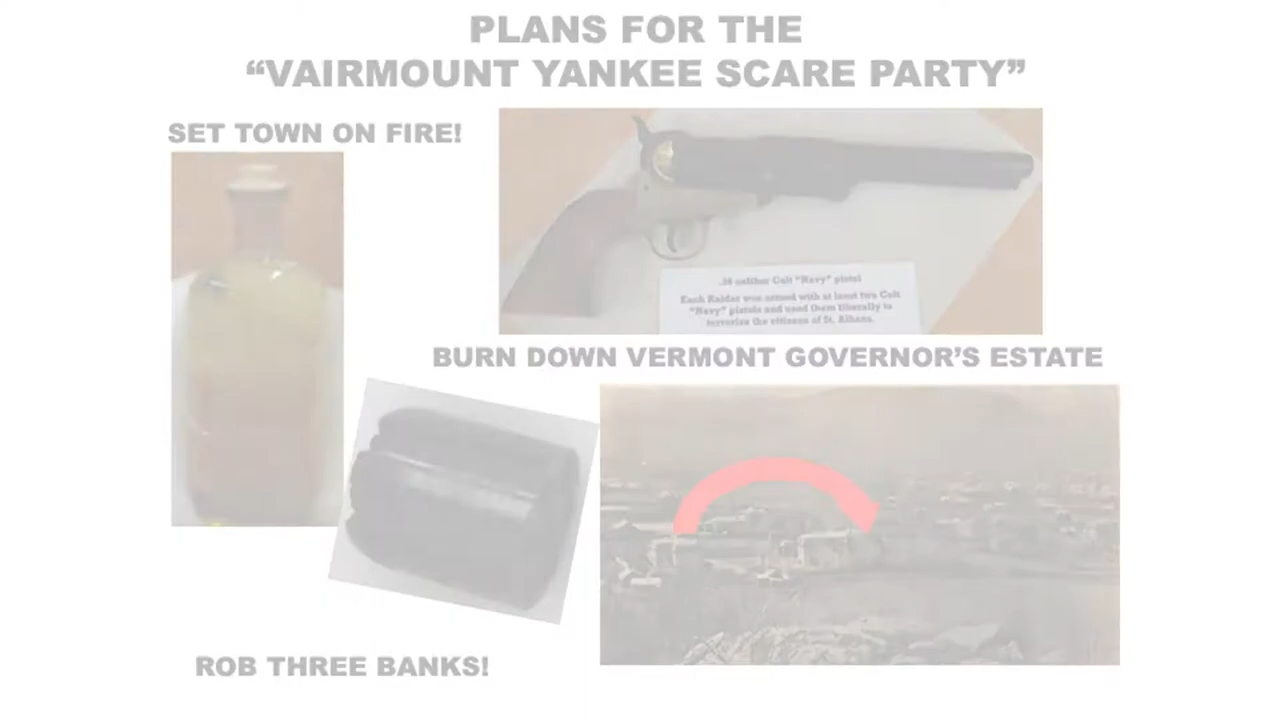 PLANS FOR THE
“VAIRMOUNT YANKEE SCARE PARTY”
SET TOWN ON FIRE!
.36 caliber Colt “Navy” pistol
Each Raider was armed with at least two Colt
“Navy” pistols and used them liberally to
terrorize the citizens of St. Albans.
BURN DOWN VERMONT GOVERNOR’S ESTATE
ROB THREE BANKS!